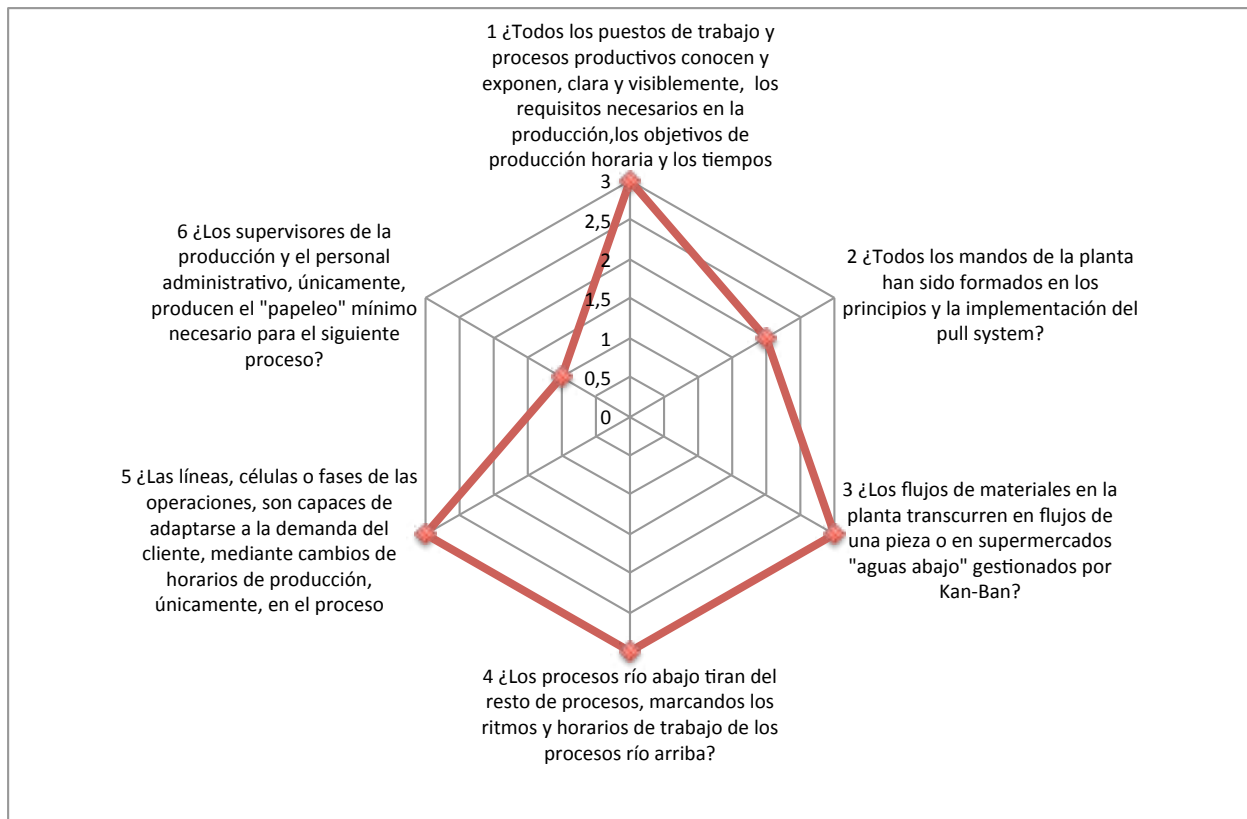 1 ¿Todos los puestos de trabajo y
procesos productivos conocen y
exponen, clara y visiblemente, los
requisitos necesarios en la
producción,los objetivos de
producción horaria y los tiempos
3
2,5
2
1,5
1
0,5
0
2 ¿Todos los mandos de la planta
han sido formados en los
principios y la implementación del
pull system?
3 ¿Los flujos de materiales en la
planta transcurren en flujos de
una pieza o en supermercados
"aguas abajo" gestionados por
Kan-Ban?
4 ¿Los procesos río abajo tiran del
resto de procesos, marcandos los
ritmos y horarios de trabajo de los
procesos río arriba?
5 ¿Las líneas, células o fases de las
operaciones, son capaces de
adaptarse a la demanda del
cliente, mediante cambios de
horarios de producción,
únicamente, en el proceso
6 ¿Los supervisores de la
producción y el personal
administrativo, únicamente,
producen el "papeleo" mínimo
necesario para el siguiente
proceso?